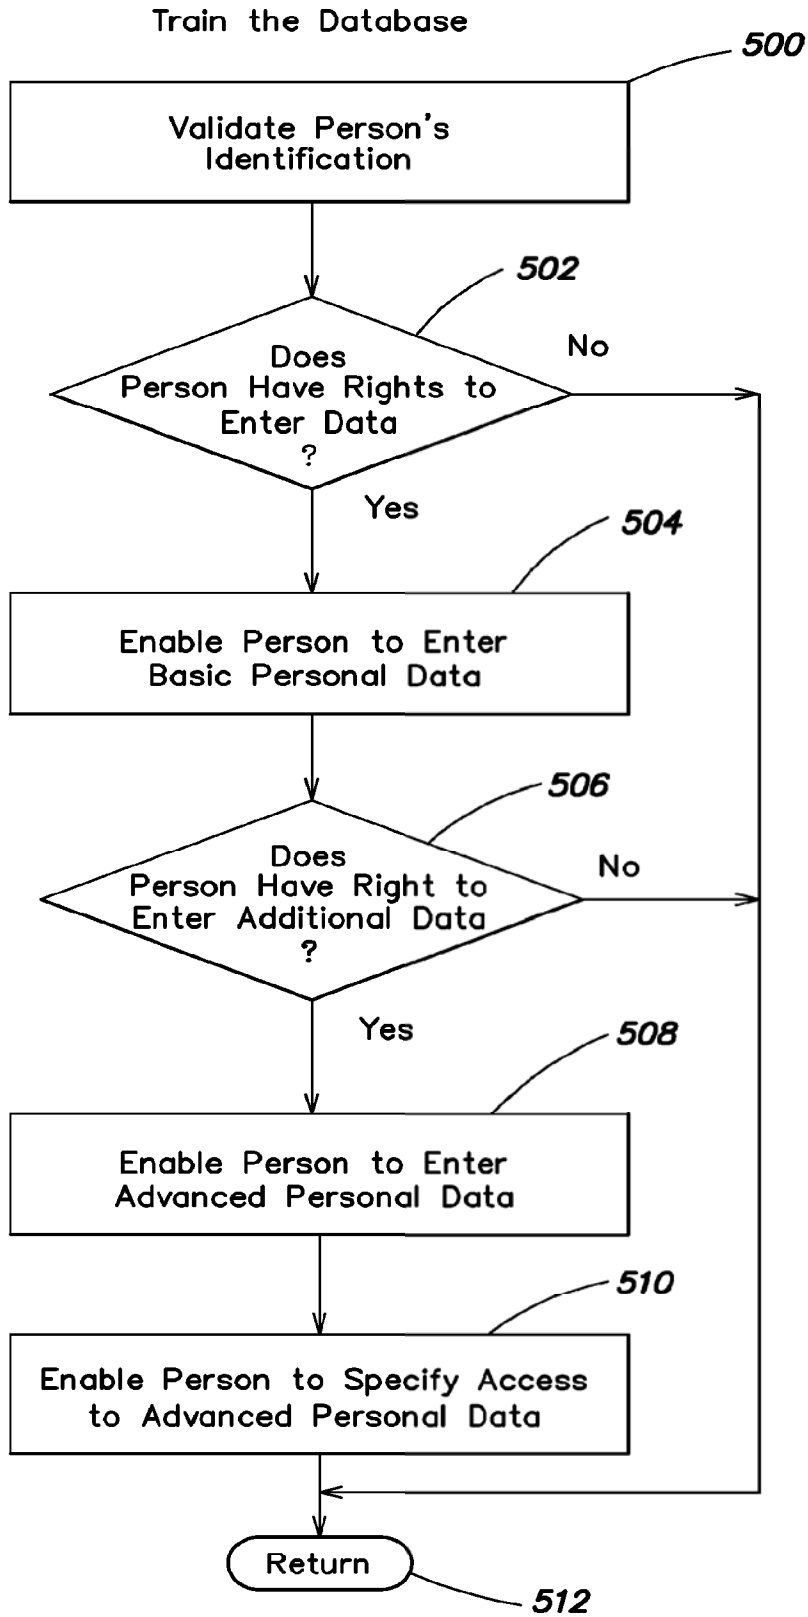 Train the Database
500
Validate Person's
Identification
502
Does
Person Have Rights to
Enter Data
?
No
Yes
504
Enable Person to Enter
Basic Personal Data
506
Does
Person Have Right to
Enter Additional Data
?
No
Yes
508
Enable Person to Enter
Advanced Personal Data
510
Enable Person to Specify Access
to Advanced Personal Data
Return
512